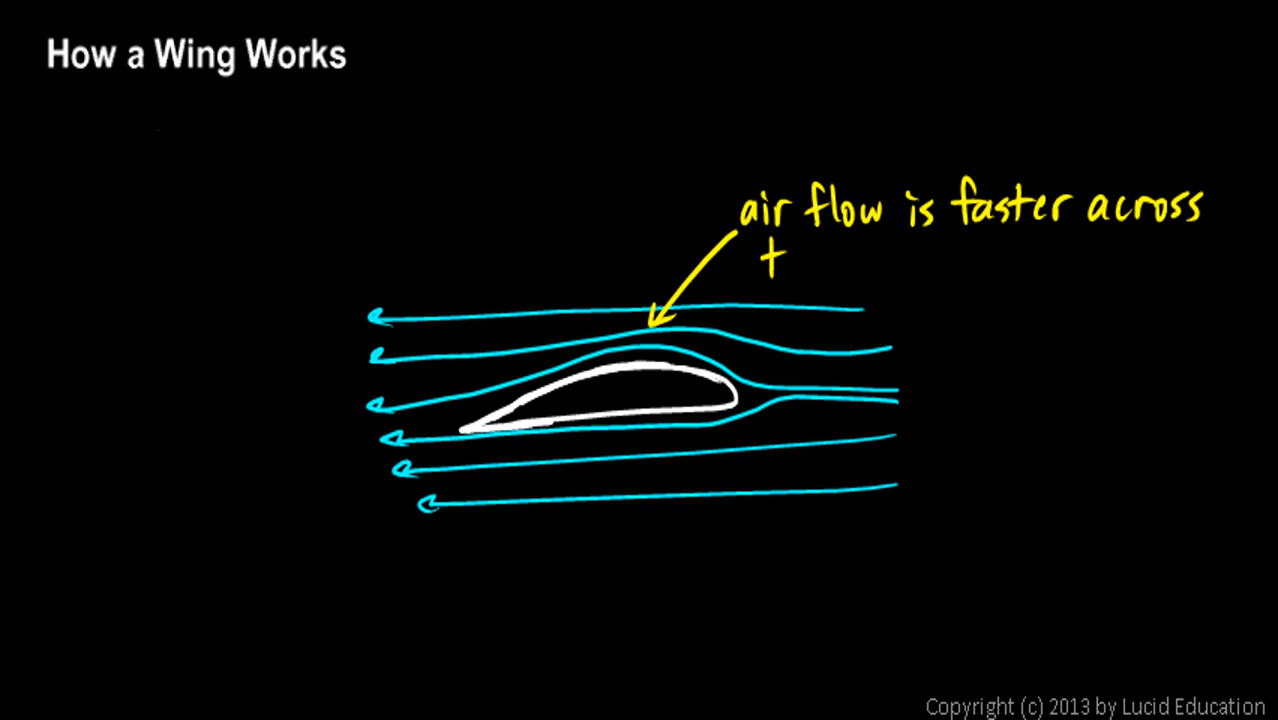 How a Wing Works
air flow is faster across
t
Copyright (c) 2013 by Lucid Education